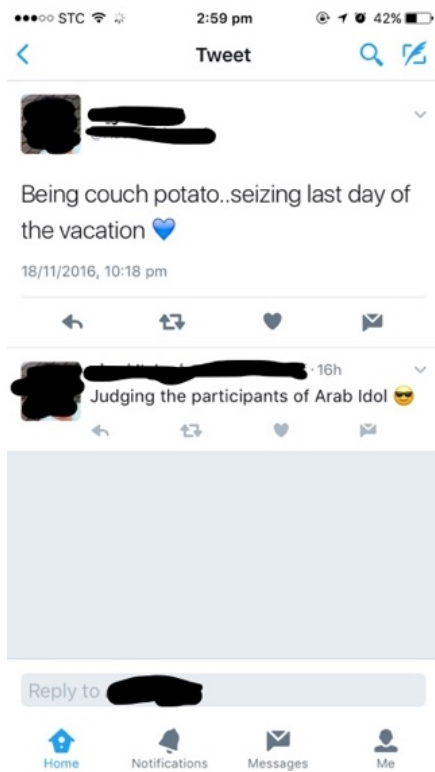 STC 2:59 pm 42%
Tweet
Being couch potato..seizing last day of
the vacation 💙
18/11/2016, 10:18 pm
· 16h
Judging the participants of Arab Idol 😎
Reply to
Home Notifications Messages Me